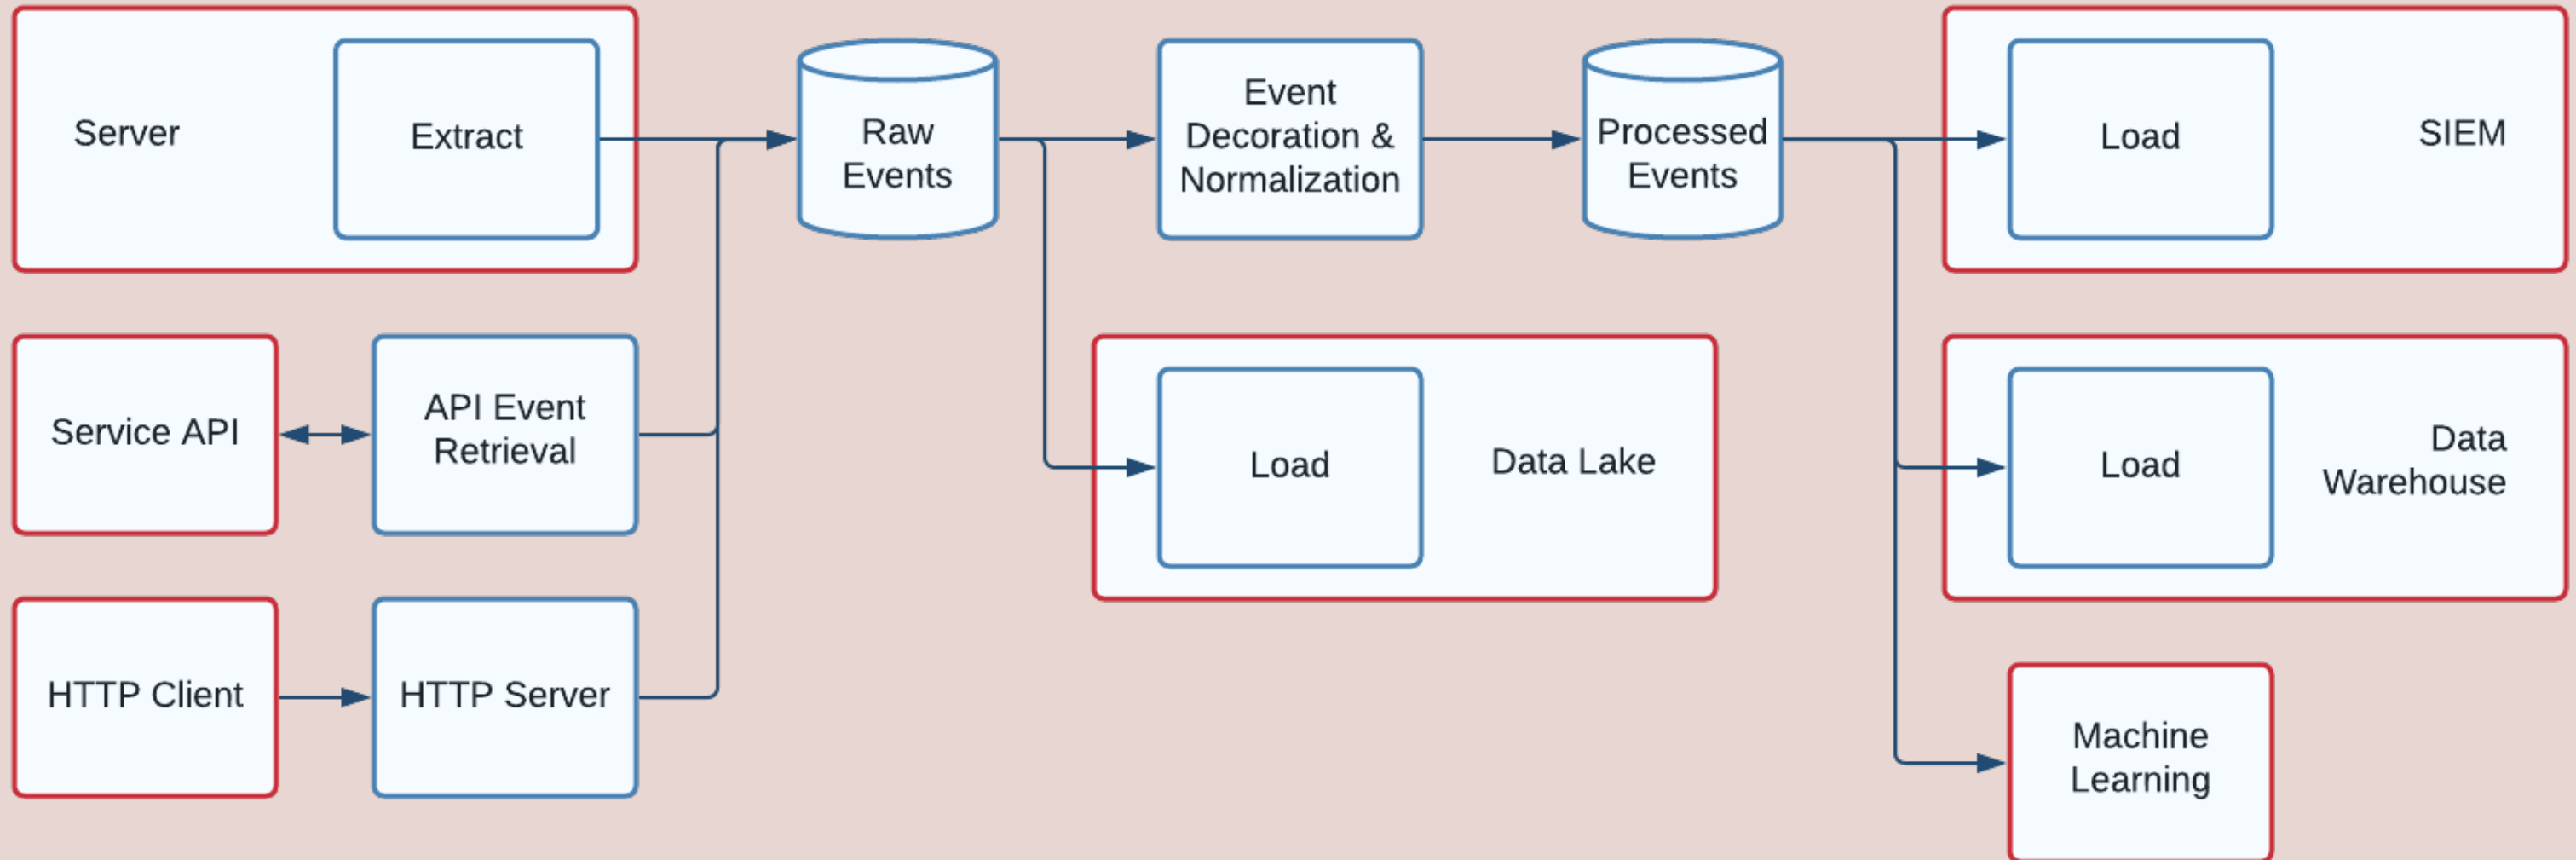 Server
Extract
Raw
Events
Event
Decoration &
Normalization
Processed
Events
Load
SIEM
Service API
API Event
Retrieval
Load
Data Lake
Load
Data
Warehouse
HTTP Client
HTTP Server
Machine
Learning